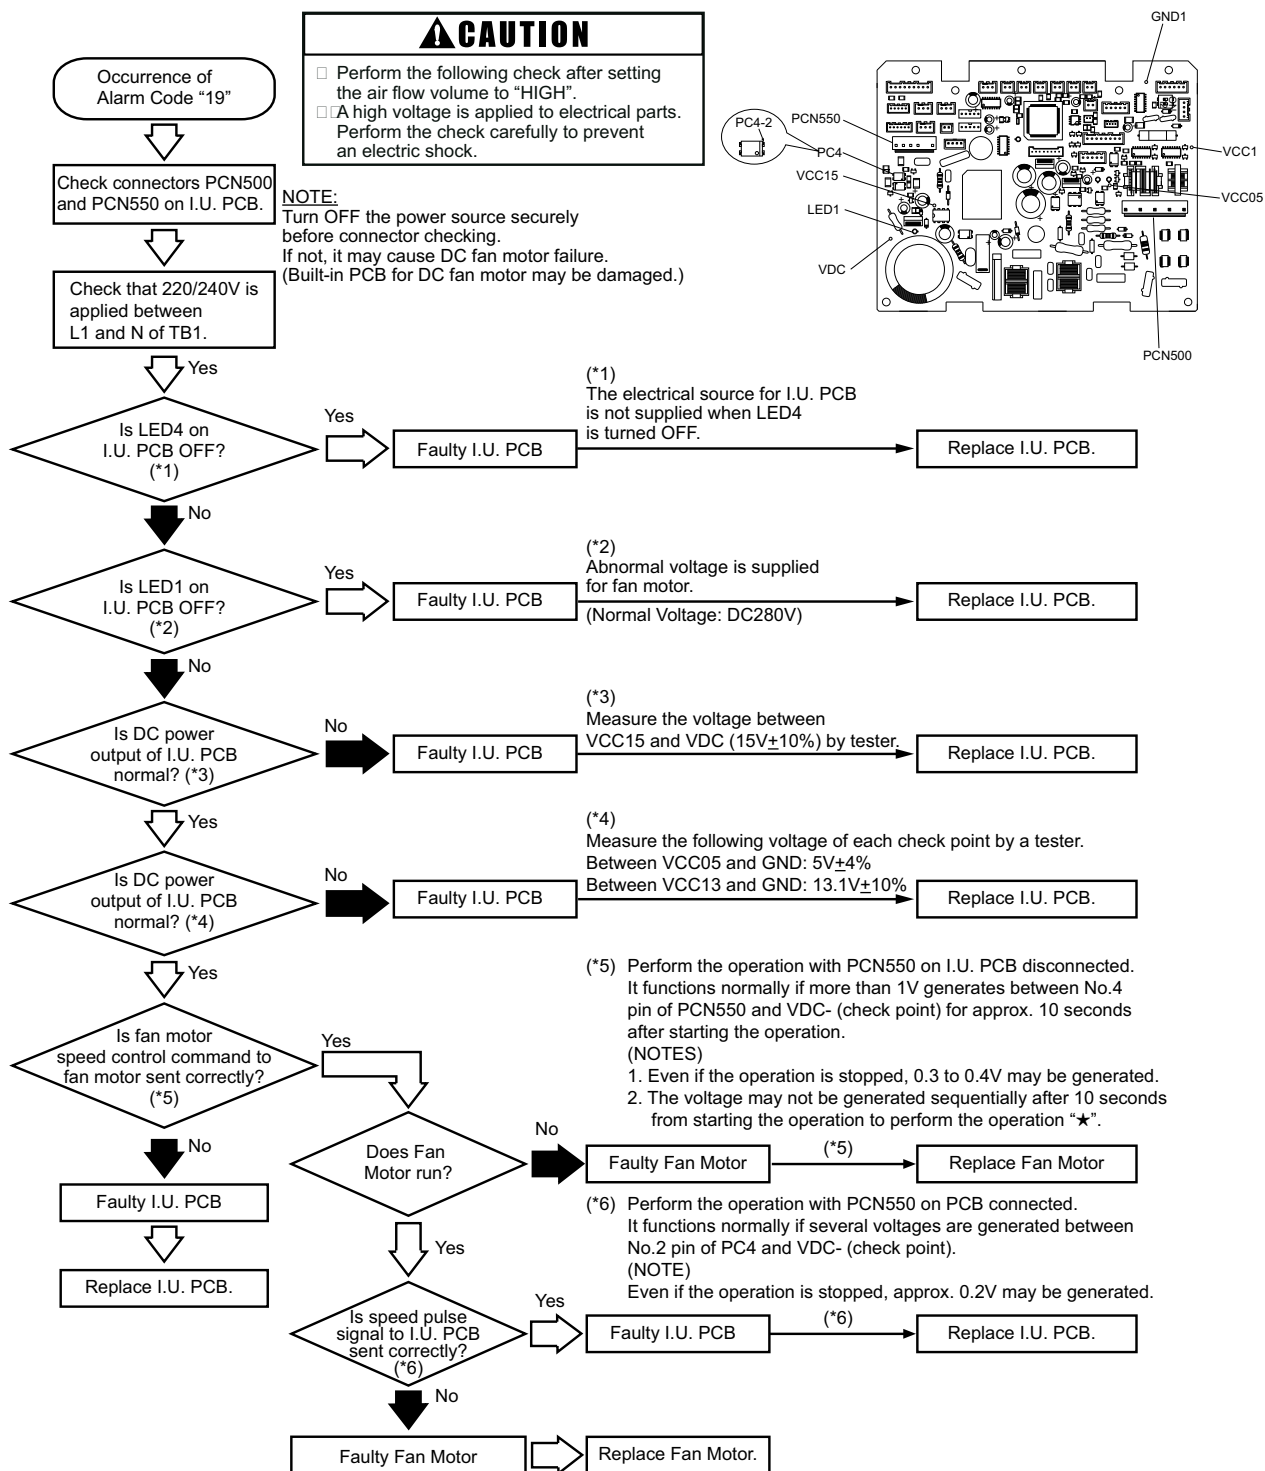 CAUTION
Perform the following check after setting
the air flow volume to “HIGH”.
A high voltage is applied to electrical parts.
Perform the check carefully to prevent
an electric shock.
Occurrence of
Alarm Code “19”
Check connectors PCN500
and PCN550 on I.U. PCB.
NOTE:
Turn OFF the power source securely
before connector checking.
If not, it may cause DC fan motor failure.
(Built-in PCB for DC fan motor may be damaged.)
GND1
PCN550
PC4-2
PC4
VCC15
LED1
VDC
VCC1
VCC05
PCN500
Check that 220/240V is
applied between
L1 and N of TB1.
Yes
Is LED4 on
I.U. PCB OFF?
(*1)
Yes
Faulty I.U. PCB
(*1)
The electrical source for I.U. PCB
is not supplied when LED4
is turned OFF.
Replace I.U. PCB.
No
Is LED1 on
I.U. PCB OFF?
(*2)
Yes
Faulty I.U. PCB
(*2)
Abnormal voltage is supplied
for fan motor.
(Normal Voltage: DC280V)
Replace I.U. PCB.
No
Is DC power
output of I.U. PCB
normal? (*3)
No
Faulty I.U. PCB
(*3)
Measure the voltage between
VCC15 and VDC (15V±10%) by tester.
Replace I.U. PCB.
Yes
Is DC power
output of I.U. PCB
normal? (*4)
No
Faulty I.U. PCB
(*4)
Measure the following voltage of each check point by a tester.
Between VCC05 and GND: 5V±4%
Between VCC13 and GND: 13.1V±10%
Replace I.U. PCB.
Yes
Is fan motor
speed control command to
fan motor sent correctly?
(*5)
Yes
(*5) Perform the operation with PCN550 on I.U. PCB disconnected.
It functions normally if more than 1V generates between No.4
pin of PCN550 and VDC- (check point) for approx. 10 seconds
after starting the operation.
(NOTES)
1. Even if the operation is stopped, 0.3 to 0.4V may be generated.
2. The voltage may not be generated sequentially after 10 seconds
from starting the operation to perform the operation “★”.
No
Faulty I.U. PCB
Replace I.U. PCB.
Does Fan
Motor run?
No
Faulty Fan Motor
(*5)
Replace Fan Motor
Yes
(*6) Perform the operation with PCN550 on PCB connected.
It functions normally if several voltages are generated between
No.2 pin of PC4 and VDC- (check point).
(NOTE)
Even if the operation is stopped, approx. 0.2V may be generated.
Is speed pulse
signal to I.U. PCB
sent correctly?
(*6)
Yes
Faulty I.U. PCB
(*6)
Replace I.U. PCB.
No
Faulty Fan Motor
Replace Fan Motor.